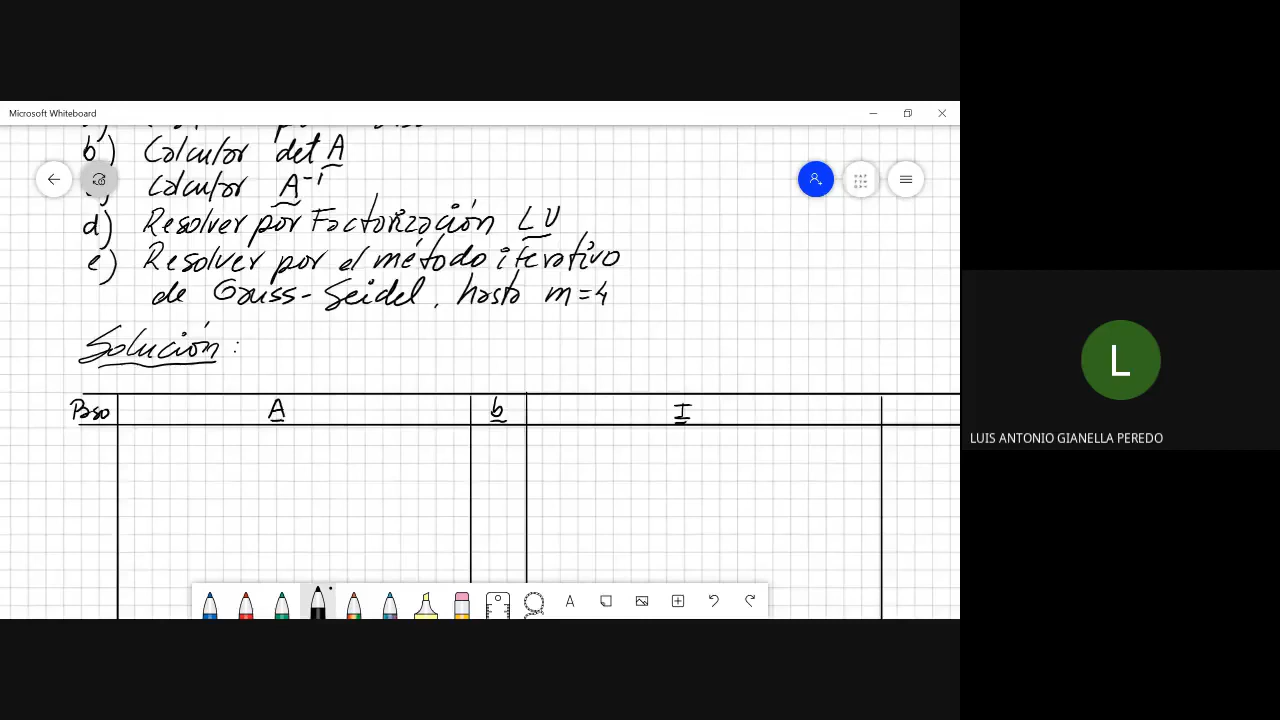 Microsoft Whiteboard
b) Calcular det A
Calcular A⁻¹
d) Resolver por Factorización LU
e) Resolver por el método iterativo
de Gauss-Seidel, hasta m=4
Solución:
Paso A b I
L
LUIS ANTONIO GIANELLA PEREDO
A